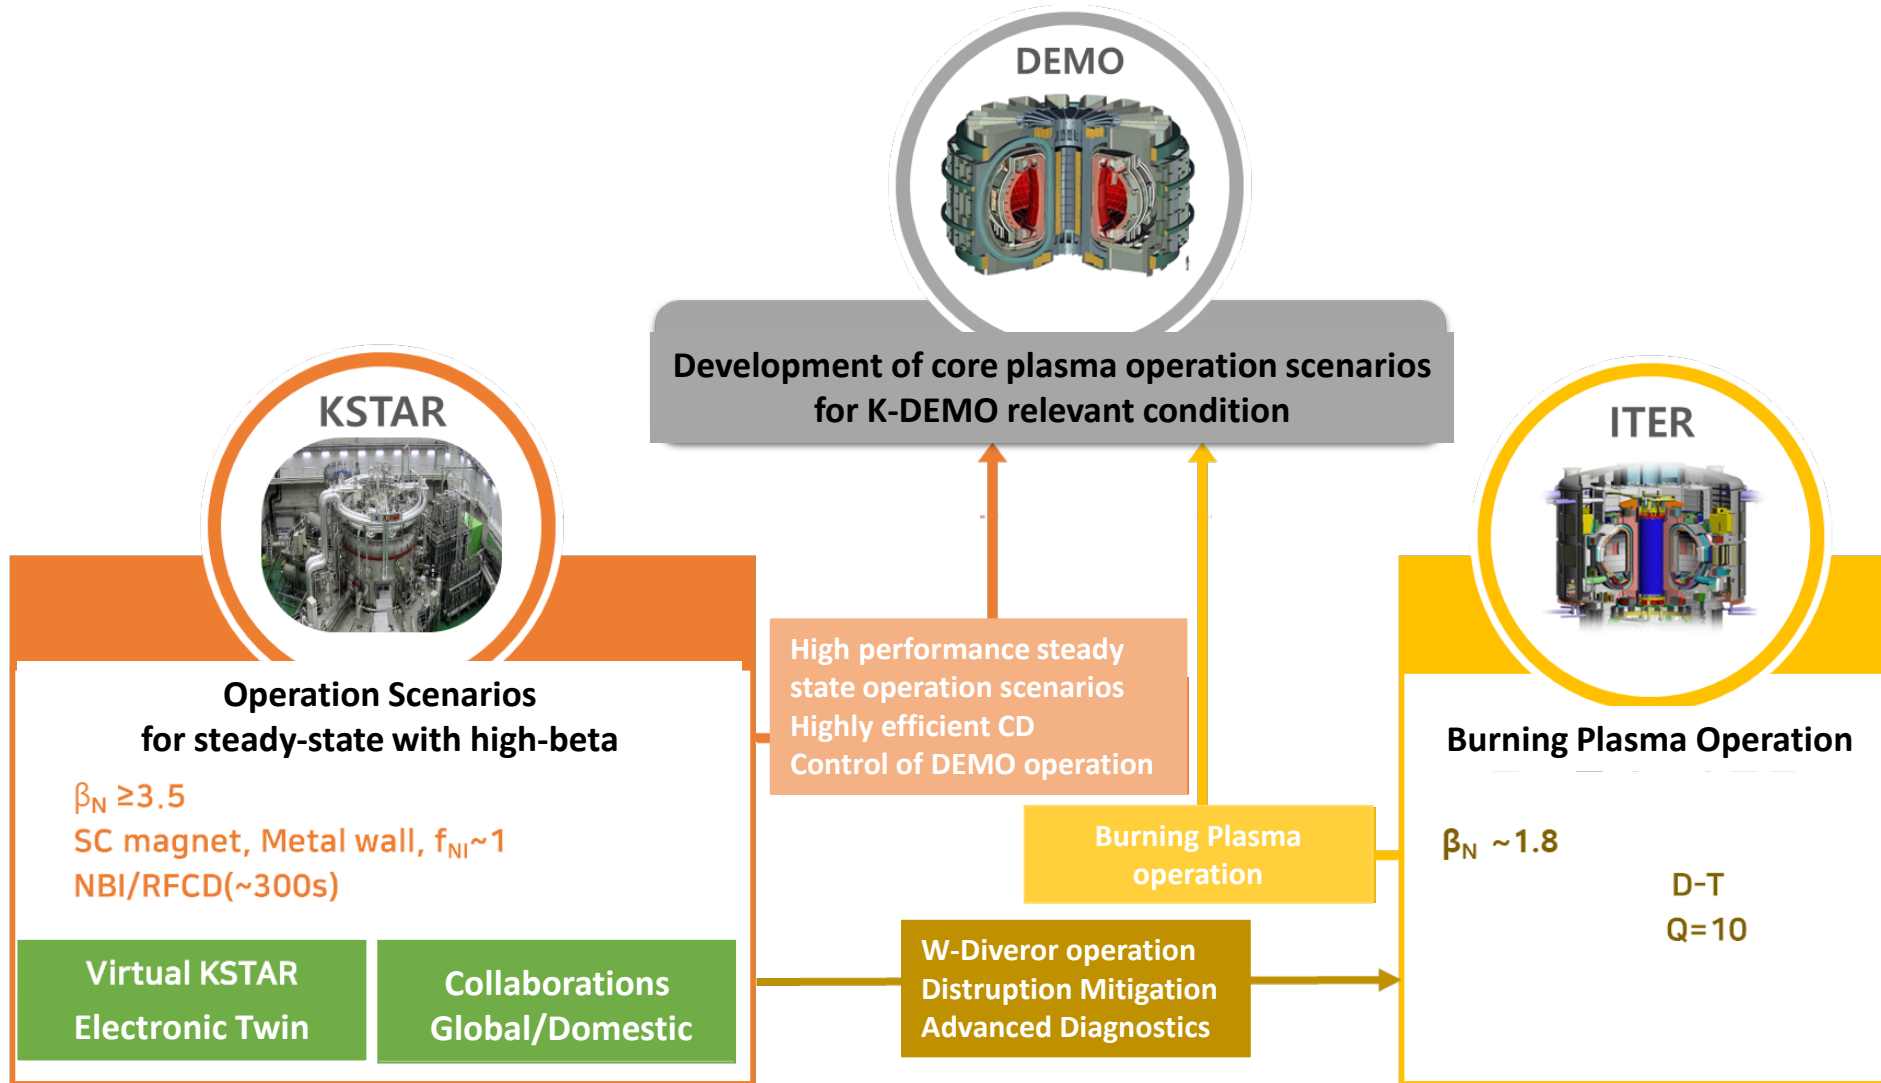 DEMO
Development of core plasma operation scenarios
for K-DEMO relevant condition
KSTAR
Operation Scenarios
for steady-state with high-beta
βN ≥3.5
SC magnet, Metal wall, fNI~1
NBI/RFCD(~300s)
Virtual KSTAR
Electronic Twin
Collaborations
Global/Domestic
High performance steady
state operation scenarios
Highly efficient CD
Control of DEMO operation
Burning Plasma
operation
W-Diveror operation
Distruption Mitigation
Advanced Diagnostics
ITER
Burning Plasma Operation
βN ~1.8
D-T
Q=10